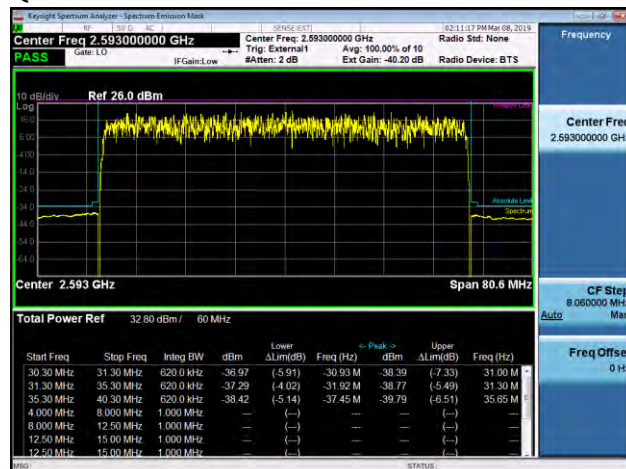 Keysight Spectrum Analyzer - Spectrum Emission Mask
RF 50 Ω AC SENSE:EXT 02:11:17 PM Mar 08, 2019
Center Freq 2.593000000 GHz Center Freq: 2.593000000 GHz Radio Std: None Frequency
Gate: LO Trig: External1 Avg: 100.00% of 10
PASS IFGain:Low #Atten: 2 dB Ext Gain: -40.20 dB Radio Device: BTS
10 dB/div Ref 26.0 dBm
Log
16.0
6.00
-4.00
-14.0
-24.0
-34.0
Absolute Limit
Spectrum
-44.0
-54.0
-64.0
Center Freq
2.593000000 GHz
Center 2.593 GHz Span 80.6 MHz
CF Step
8.060000 MHz
Auto Man
Total Power Ref 32.80 dBm / 60 MHz
Lower <- Peak -> Upper
Start Freq Stop Freq Integ BW dBm ΔLim(dB) Freq (Hz) dBm ΔLim(dB) Freq (Hz)
30.30 MHz 31.30 MHz 620.0 kHz -36.97 (-5.91) -30.93 M -38.39 (-7.33) 31.00 M
31.30 MHz 35.30 MHz 620.0 kHz -37.29 (-4.02) -31.92 M -38.77 (-5.49) 31.30 M
35.30 MHz 40.30 MHz 620.0 kHz -38.42 (-5.14) -37.45 M -39.79 (-6.51) 35.65 M
4.000 MHz 8.000 MHz 1.000 MHz --- (---) --- --- (---) ---
8.000 MHz 12.50 MHz 1.000 MHz --- (---) --- --- (---) ---
12.50 MHz 15.00 MHz 1.000 MHz --- (---) --- --- (---) ---
12.50 MHz 15.00 MHz 1.000 MHz --- (---) --- --- (---) ---
Freq Offset
0 Hz
MSG STATUS